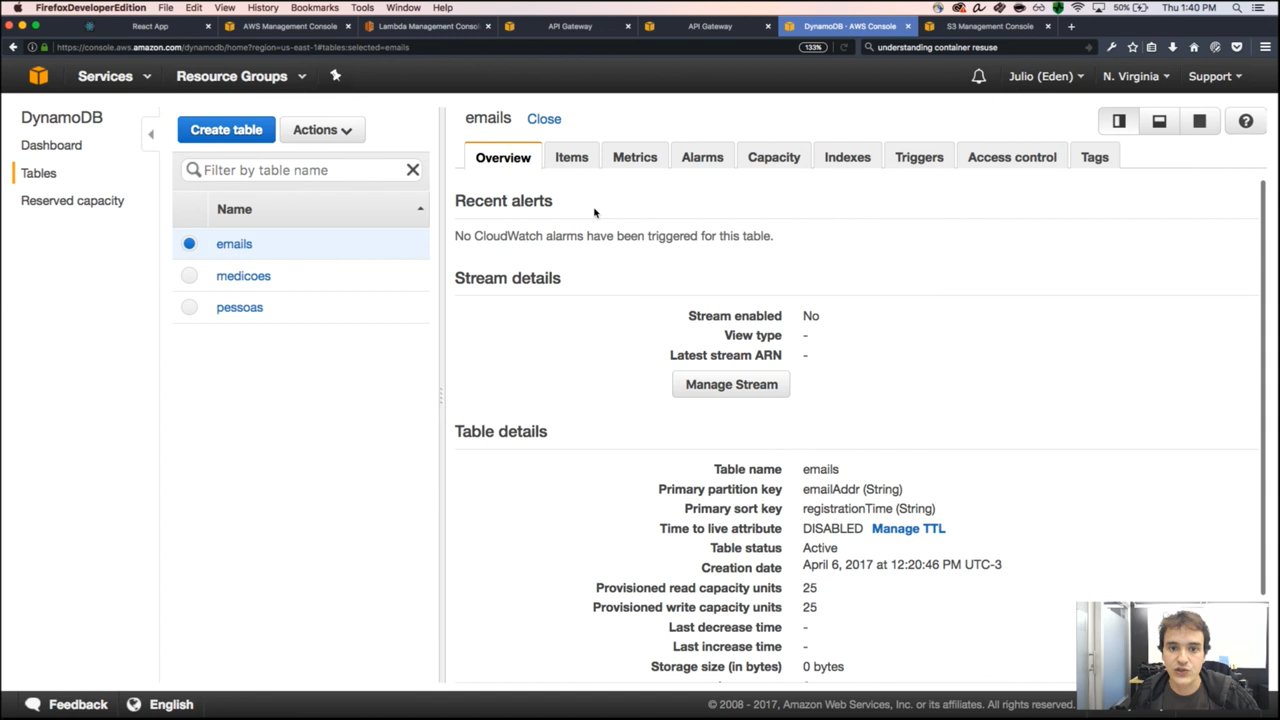 FirefoxDeveloperEdition File Edit View History Bookmarks Tools Window Help 50% Thu 1:40 PM
React App AWS Management Console Lambda Management Console API Gateway API Gateway DynamoDB - AWS Console S3 Management Console
https://console.aws.amazon.com/dynamodb/home?region=us-east-1#tables:selected=emails 133% understanding container resuse
Services Resource Groups Julio (Eden) N. Virginia Support
DynamoDB
Dashboard
Tables
Reserved capacity
Create table Actions
Filter by table name
Name
emails
medicoes
pessoas
emails Close
Overview Items Metrics Alarms Capacity Indexes Triggers Access control Tags
Recent alerts
No CloudWatch alarms have been triggered for this table.
Stream details
Stream enabled No
View type -
Latest stream ARN -
Manage Stream
Table details
Table name emails
Primary partition key emailAddr (String)
Primary sort key registrationTime (String)
Time to live attribute DISABLED Manage TTL
Table status Active
Creation date April 6, 2017 at 12:20:46 PM UTC-3
Provisioned read capacity units 25
Provisioned write capacity units 25
Last decrease time -
Last increase time -
Storage size (in bytes) 0 bytes
Feedback English © 2008 - 2017, Amazon Web Services, Inc. or its affiliates. All rights reserved.